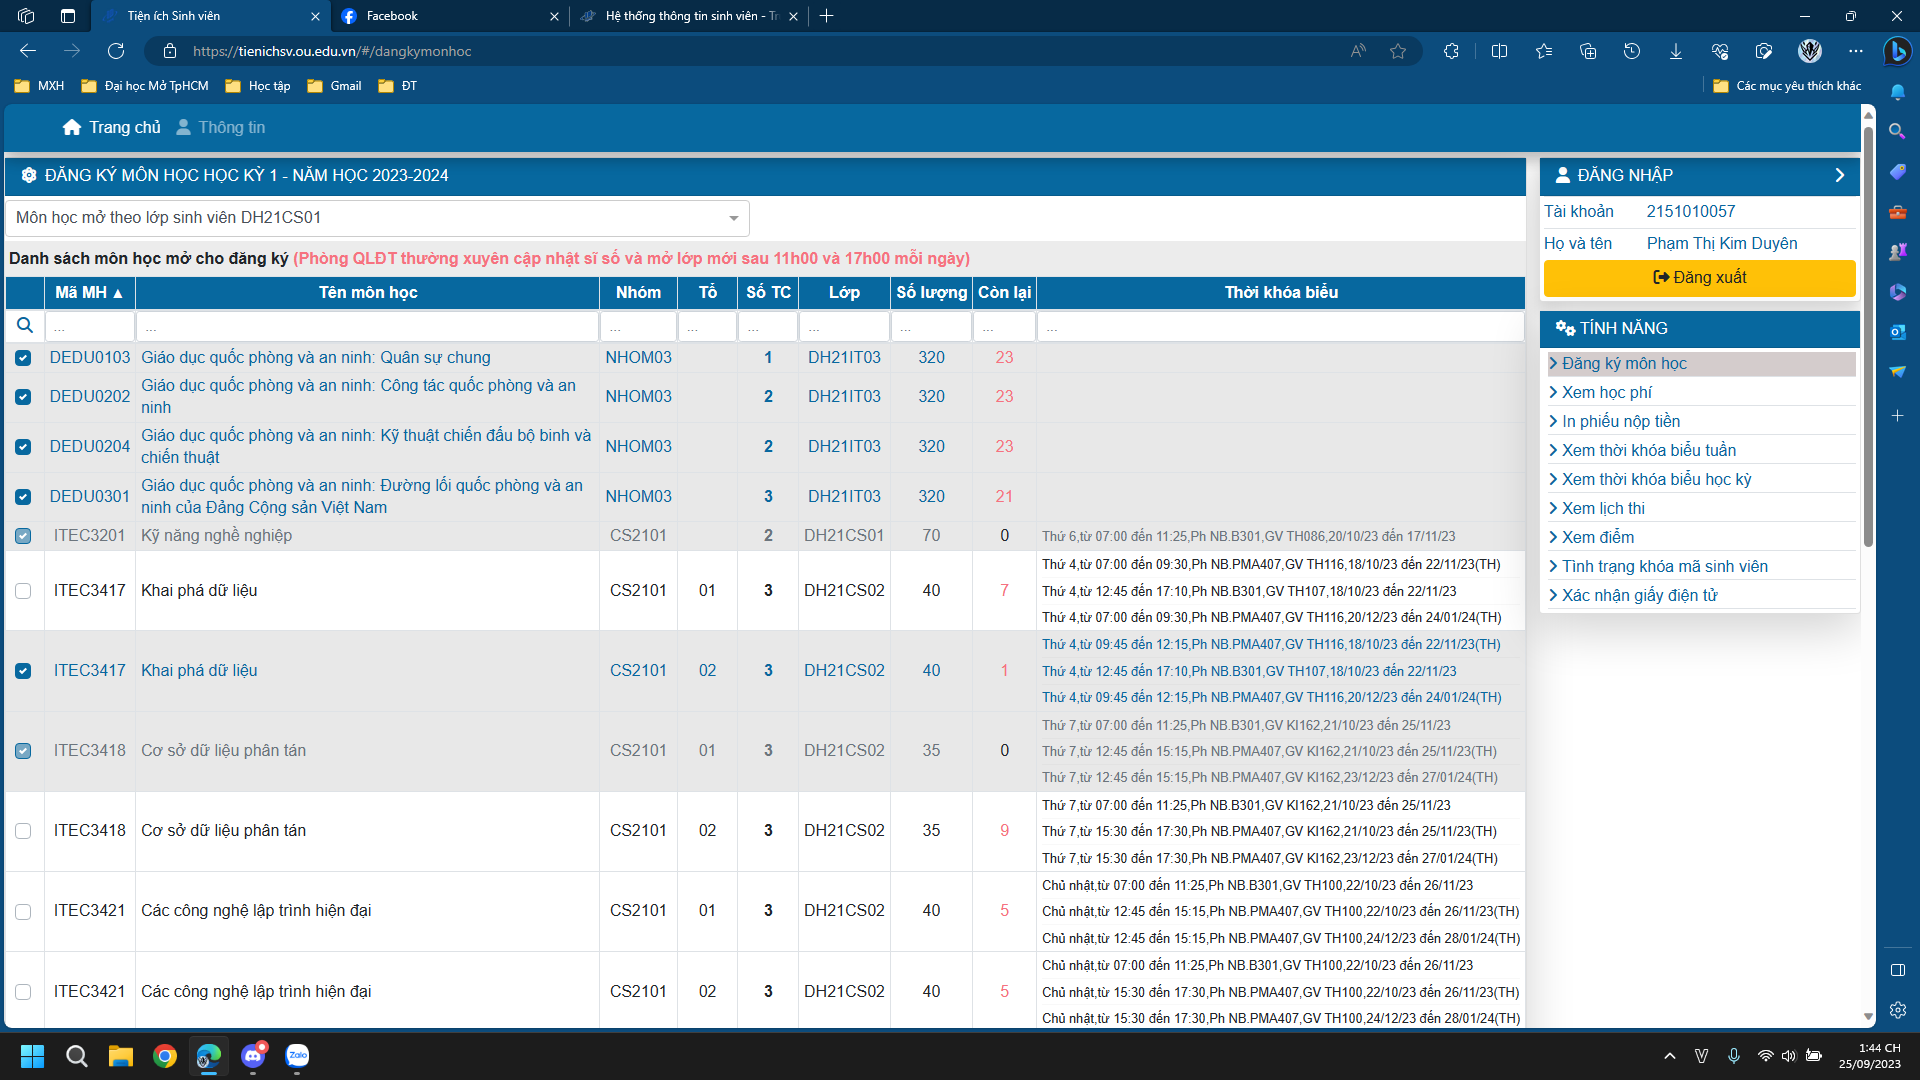 Tiện ích Sinh viên
Facebook
Hệ thống thông tin sinh viên - Tr
https://tienichsv.ou.edu.vn/#/dangkymonhoc
MXH
Đại học Mở TpHCM
Học tập
Gmail
ĐT
Các mục yêu thích khác
Trang chủ
Thông tin
ĐĂNG KÝ MÔN HỌC HỌC KỲ 1 - NĂM HỌC 2023-2024
Môn học mở theo lớp sinh viên DH21CS01
Danh sách môn học mở cho đăng ký (Phòng QLĐT thường xuyên cập nhật sĩ số và mở lớp mới sau 11h00 và 17h00 mỗi ngày)
Mã MH ▲ Tên môn học Nhóm Tổ Số TC Lớp Số lượng Còn lại Thời khóa biểu
... ... ... ... ... ... ... ... ...
DEDU0103 Giáo dục quốc phòng và an ninh: Quân sự chung NHOM03 1 DH21IT03 320 23
DEDU0202 Giáo dục quốc phòng và an ninh: Công tác quốc phòng và an
ninh NHOM03 2 DH21IT03 320 23
DEDU0204 Giáo dục quốc phòng và an ninh: Kỹ thuật chiến đấu bộ binh và
chiến thuật NHOM03 2 DH21IT03 320 23
DEDU0301 Giáo dục quốc phòng và an ninh: Đường lối quốc phòng và an
ninh của Đảng Cộng sản Việt Nam NHOM03 3 DH21IT03 320 21
ITEC3201 Kỹ năng nghề nghiệp CS2101 2 DH21CS01 70 0 Thứ 6,từ 07:00 đến 11:25,Ph NB.B301,GV TH086,20/10/23 đến 17/11/23
ITEC3417 Khai phá dữ liệu CS2101 01 3 DH21CS02 40 7
Thứ 4,từ 07:00 đến 09:30,Ph NB.PMA407,GV TH116,18/10/23 đến 22/11/23(TH)
Thứ 4,từ 12:45 đến 17:10,Ph NB.B301,GV TH107,18/10/23 đến 22/11/23
Thứ 4,từ 07:00 đến 09:30,Ph NB.PMA407,GV TH116,20/12/23 đến 24/01/24(TH)
ITEC3417 Khai phá dữ liệu CS2101 02 3 DH21CS02 40 1
Thứ 4,từ 09:45 đến 12:15,Ph NB.PMA407,GV TH116,18/10/23 đến 22/11/23(TH)
Thứ 4,từ 12:45 đến 17:10,Ph NB.B301,GV TH107,18/10/23 đến 22/11/23
Thứ 4,từ 09:45 đến 12:15,Ph NB.PMA407,GV TH116,20/12/23 đến 24/01/24(TH)
ITEC3418 Cơ sở dữ liệu phân tán CS2101 01 3 DH21CS02 35 0
Thứ 7,từ 07:00 đến 11:25,Ph NB.B301,GV KI162,21/10/23 đến 25/11/23
Thứ 7,từ 12:45 đến 15:15,Ph NB.PMA407,GV KI162,21/10/23 đến 25/11/23(TH)
Thứ 7,từ 12:45 đến 15:15,Ph NB.PMA407,GV KI162,23/12/23 đến 27/01/24(TH)
ITEC3418 Cơ sở dữ liệu phân tán CS2101 02 3 DH21CS02 35 9
Thứ 7,từ 07:00 đến 11:25,Ph NB.B301,GV KI162,21/10/23 đến 25/11/23
Thứ 7,từ 15:30 đến 17:30,Ph NB.PMA407,GV KI162,21/10/23 đến 25/11/23(TH)
Thứ 7,từ 15:30 đến 17:30,Ph NB.PMA407,GV KI162,23/12/23 đến 27/01/24(TH)
ITEC3421 Các công nghệ lập trình hiện đại CS2101 01 3 DH21CS02 40 5
Chủ nhật,từ 07:00 đến 11:25,Ph NB.B301,GV TH100,22/10/23 đến 26/11/23
Chủ nhật,từ 12:45 đến 15:15,Ph NB.PMA407,GV TH100,22/10/23 đến 26/11/23(TH)
Chủ nhật,từ 12:45 đến 15:15,Ph NB.PMA407,GV TH100,24/12/23 đến 28/01/24(TH)
ITEC3421 Các công nghệ lập trình hiện đại CS2101 02 3 DH21CS02 40 5
Chủ nhật,từ 07:00 đến 11:25,Ph NB.B301,GV TH100,22/10/23 đến 26/11/23
Chủ nhật,từ 15:30 đến 17:30,Ph NB.PMA407,GV TH100,22/10/23 đến 26/11/23(TH)
Chủ nhật,từ 15:30 đến 17:30,Ph NB.PMA407,GV TH100,24/12/23 đến 28/01/24(TH)
ĐĂNG NHẬP
Tài khoản 2151010057
Họ và tên Phạm Thị Kim Duyên
Đăng xuất
TÍNH NĂNG
Đăng ký môn học
Xem học phí
In phiếu nộp tiền
Xem thời khóa biểu tuần
Xem thời khóa biểu học kỳ
Xem lịch thi
Xem điểm
Tình trạng khóa mã sinh viên
Xác nhận giấy điện tử
Zalo
1:44 CH
25/09/2023